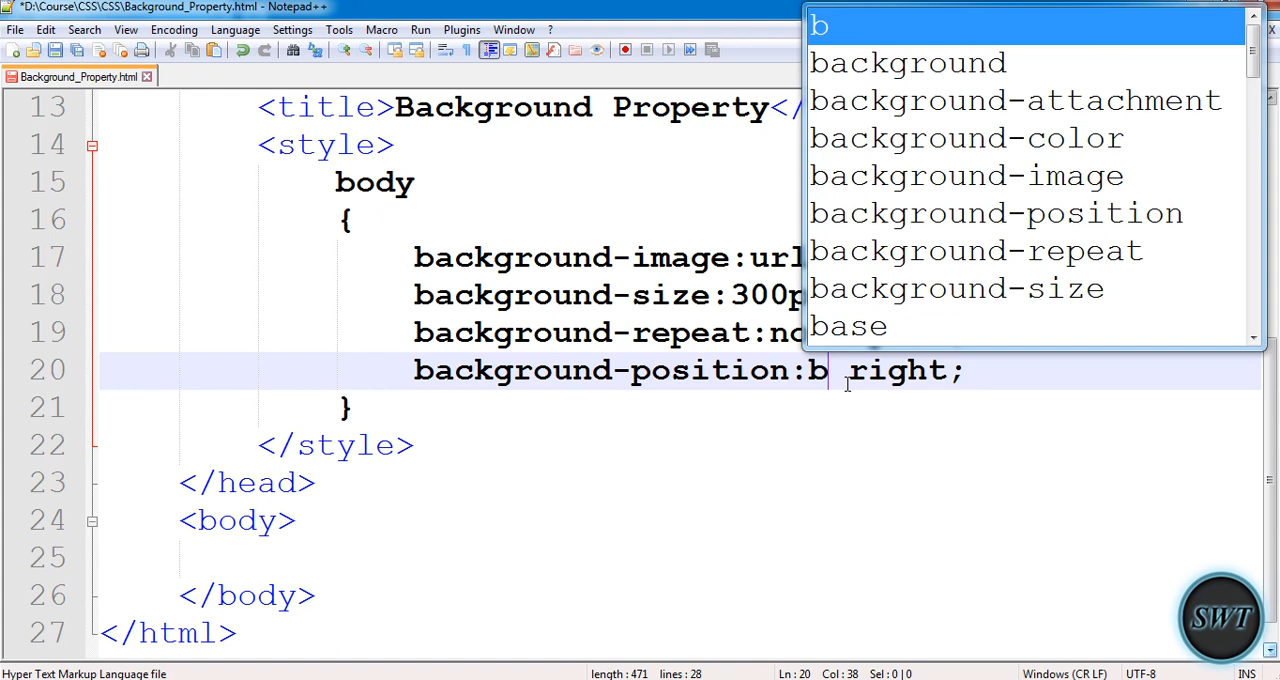 *D:\Course\CSS\CSS\Background_Property.html - Notepad++
File Edit Search View Encoding Language Settings Tools Macro Run Plugins Window ?
X
Background_Property.html
13 <title>Background Property</
14 <style>
15 body
16 {
17 background-image:url
18 background-size:300p
19 background-repeat:no
20 background-position:b right;
21 }
22 </style>
23 </head>
24 <body>
25
26 </body>
27 </html>
b
background
background-attachment
background-color
background-image
background-position
background-repeat
background-size
base
SWT
Hyper Text Markup Language file length : 471 lines : 28 Ln : 20 Col : 38 Sel : 0 | 0 Windows (CR LF) UTF-8 INS